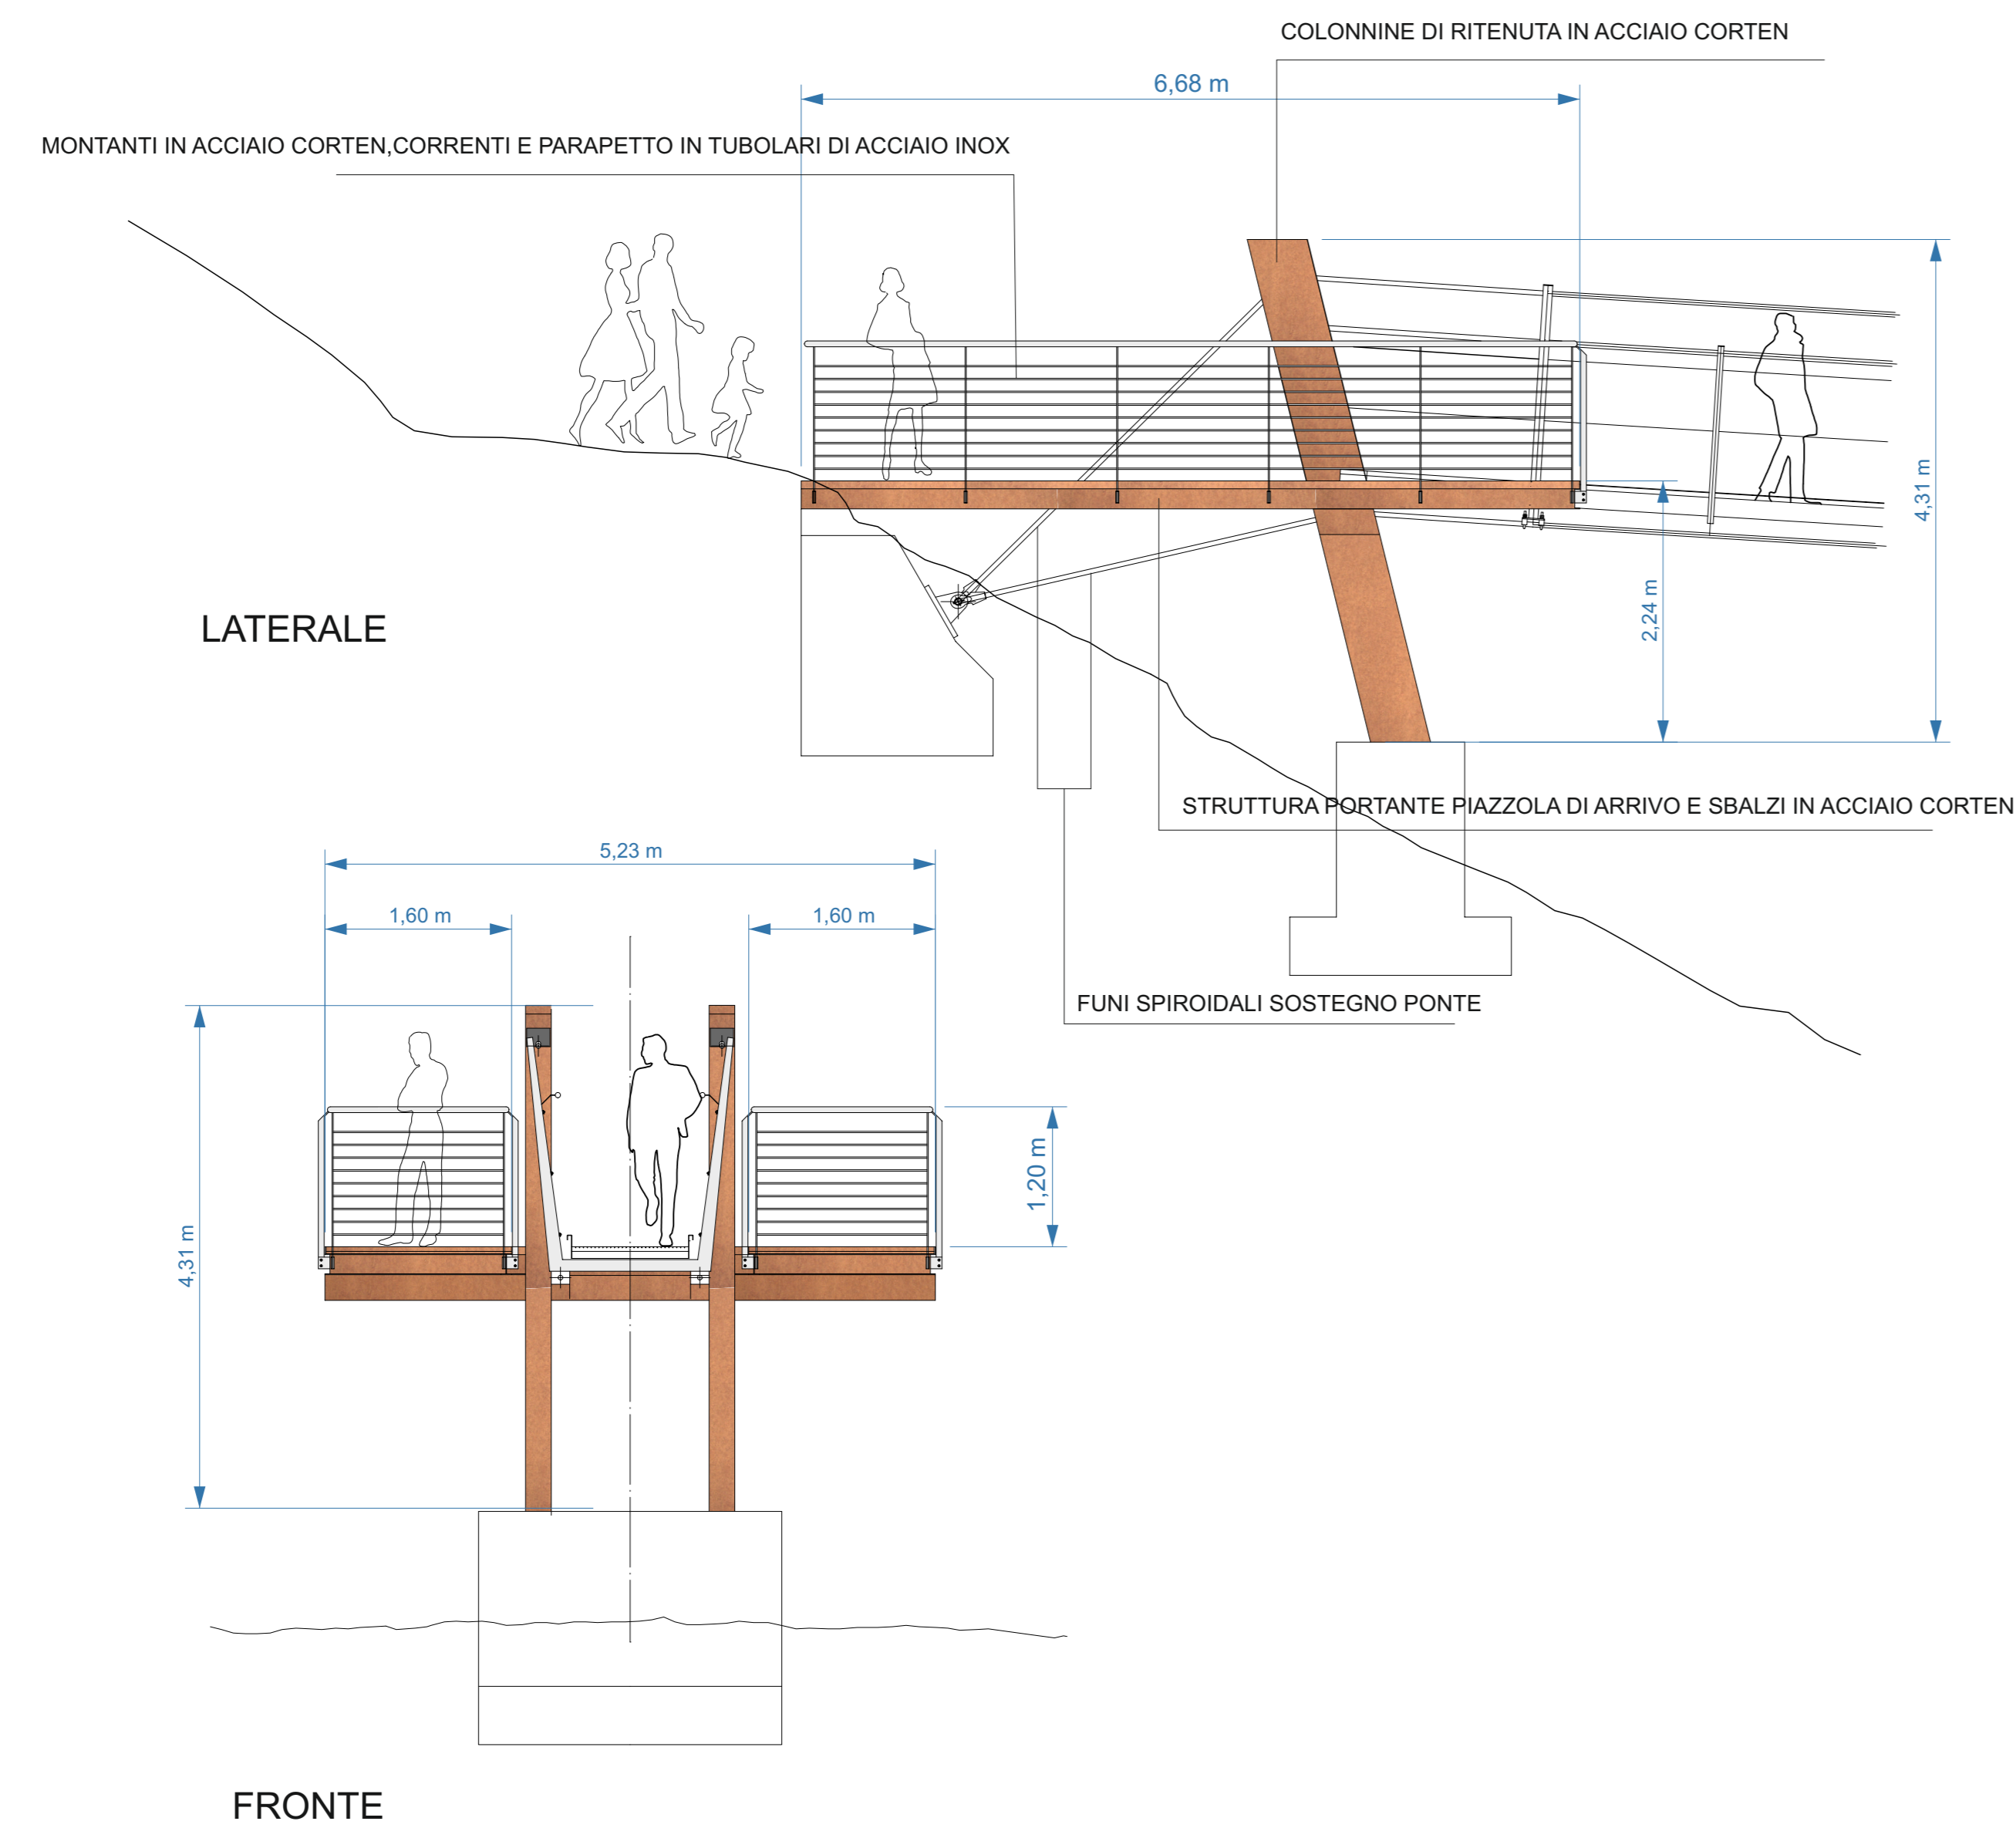 COLONNINE DI RITENUTA IN ACCIAIO CORTEN
6,68 m
MONTANTI IN ACCIAIO CORTEN,CORRENTI E PARAPETTO IN TUBOLARI DI ACCIAIO INOX
4,31 m
2,24 m
LATERALE
STRUTTURA PORTANTE PIAZZOLA DI ARRIVO E SBALZI IN ACCIAIO CORTEN
5,23 m
1,60 m
1,60 m
FUNI SPIROIDALI SOSTEGNO PONTE
1,20 m
4,31 m
FRONTE